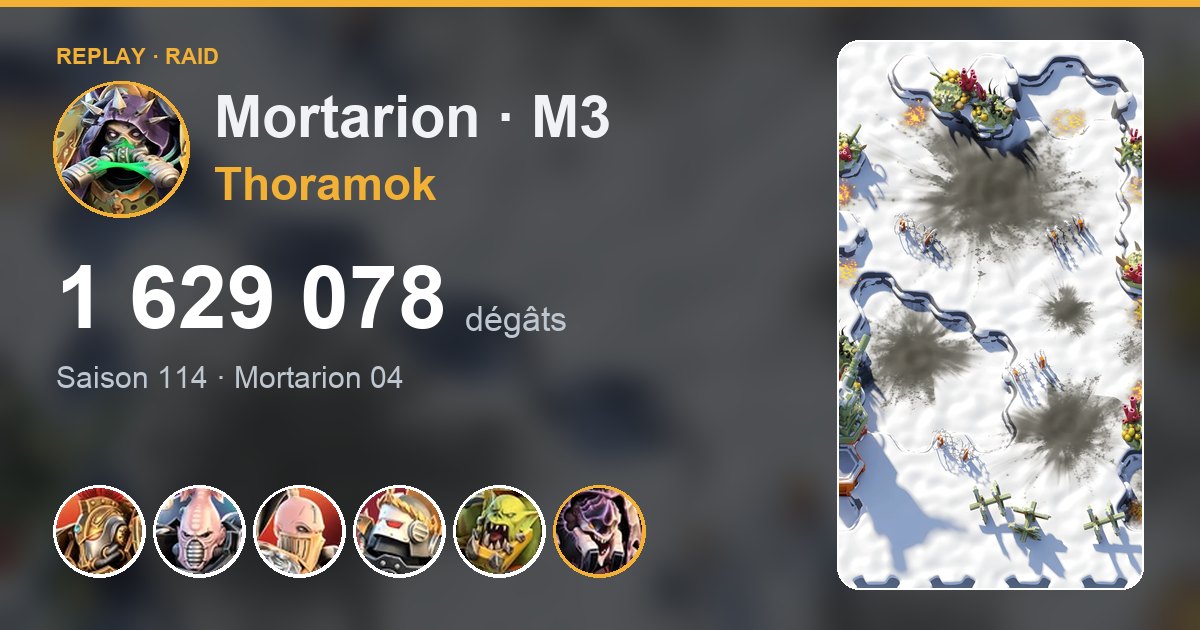 REPLAY · RAID
Mortarion · M3
Thoramok
1 629 078 dégâts
Saison 114 · Mortarion 04